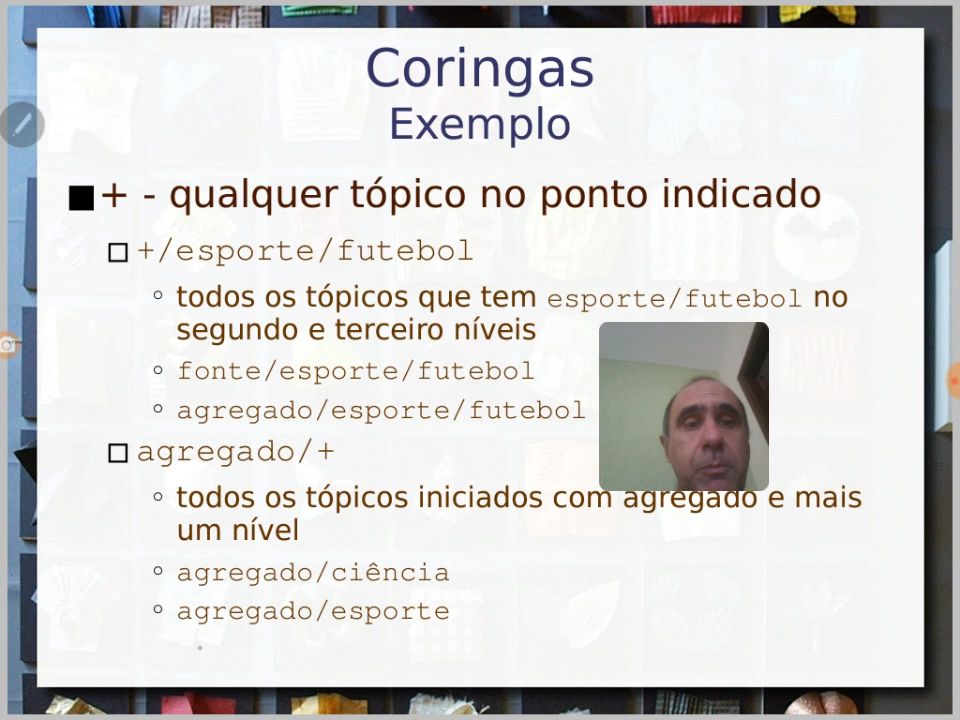 Coringas
Exemplo
+ - qualquer tópico no ponto indicado
+/esporte/futebol
todos os tópicos que tem esporte/futebol no
segundo e terceiro níveis
fonte/esporte/futebol
agregado/esporte/futebol
agregado/+
todos os tópicos iniciados com agregado e mais
um nível
agregado/ciência
agregado/esporte